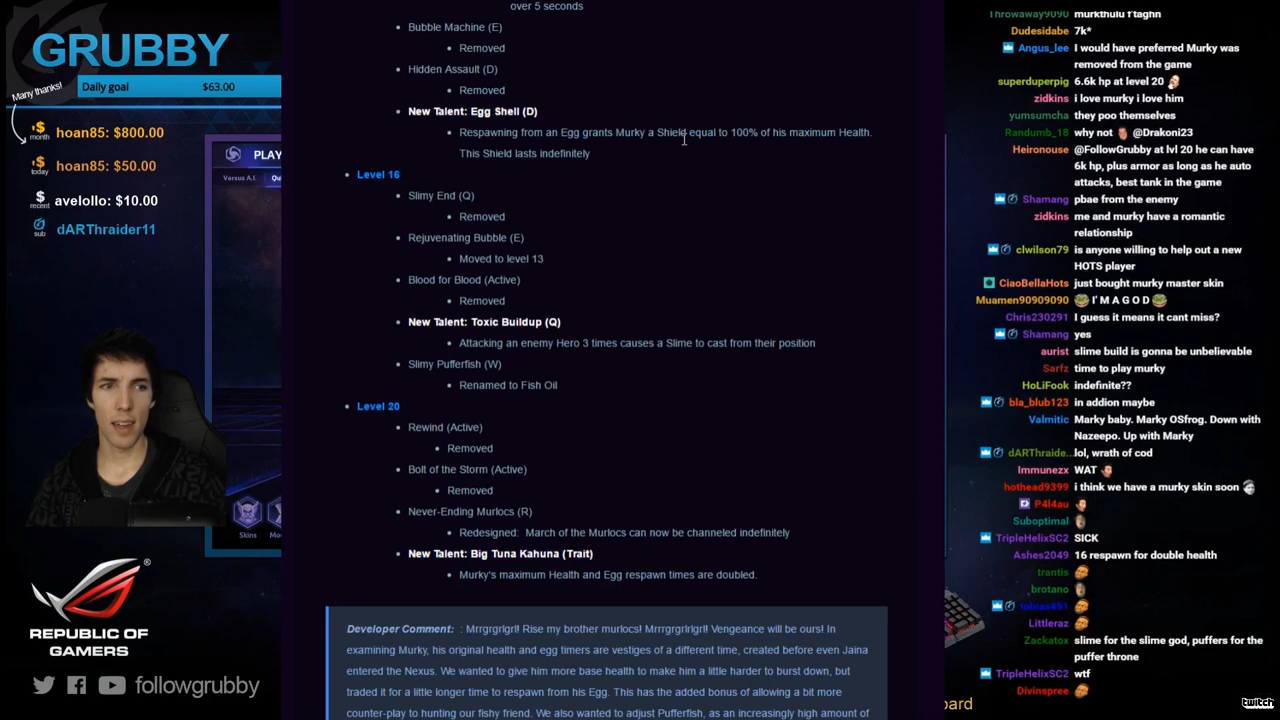 GRUBBY
Many thanks!
Daily goal $63.00
$ month hoan85: $800.00
$ today hoan85: $50.00
$ recent avelollo: $10.00
sub dARThraider11
PLAY
Versus A.I.
Skins
REPUBLIC OF
GAMERS
®
followgrubby
over 5 seconds
Bubble Machine (E)
Removed
Hidden Assault (D)
Removed
New Talent: Egg Shell (D)
Respawning from an Egg grants Murky a Shield equal to 100% of his maximum Health.
This Shield lasts indefinitely
Level 16
Slimy End (Q)
Removed
Rejuvenating Bubble (E)
Moved to level 13
Blood for Blood (Active)
Removed
New Talent: Toxic Buildup (Q)
Attacking an enemy Hero 3 times causes a Slime to cast from their position
Slimy Pufferfish (W)
Renamed to Fish Oil
Level 20
Rewind (Active)
Removed
Bolt of the Storm (Active)
Removed
Never-Ending Murlocs (R)
Redesigned: March of the Murlocs can now be channeled indefinitely
New Talent: Big Tuna Kahuna (Trait)
Murky's maximum Health and Egg respawn times are doubled.
Developer Comment: : Mrrgrgrlgrl! Rise my brother murlocs! Mrrrgrgrlrlgrl! Vengeance will be ours! In
examining Murky, his original health and egg timers are vestiges of a different time, created before even Jaina
entered the Nexus. We wanted to give him more base health to make him a little harder to burst down, but
traded it for a little longer time to respawn from his Egg. This has the added bonus of allowing a bit more
counter-play to hunting our fishy friend. We also wanted to adjust Pufferfish, as an increasingly high amount of
Throwaway9090 murkthulu f'taghn
Dudesidabe 7k*
Angus_lee I would have preferred Murky was
removed from the game
superduperpig 6.6k hp at level 20
zidkins i love murky i love him
yumsumcha they poo themselves
Randumb_18 why not @Drakoni23
Heironouse @FollowGrubby at lvl 20 he can have
6k hp, plus armor as long as he auto
attacks, best tank in the game
Shamang pbae from the enemy
zidkins me and murky have a romantic
relationship
clwilson79 is anyone willing to help out a new
HOTS player
CiaoBellaHots just bought murky master skin
Muamen90909090 I'M A G O D
Chris230291 I guess it means it cant miss?
Shamang yes
aurist slime build is gonna be unbelievable
Sarfz time to play murky
HoLiFook indefinite??
bla_blub123 in addion maybe
Valmitic Marky baby. Marky OSfrog. Down with
Nazeepo. Up with Marky
dARThraide... lol, wrath of cod
Immunezx WAT
hothead9399 i think we have a murky skin soon
P4l4au
Suboptimal
TripleHelixSC2 SICK
Ashes2049 16 respawn for double health
trantis
brotano
tobias451
Littleraz
Zackatox slime for the slime god, puffers for the
puffer throne
TripleHelixSC2 wtf
Divinspree
oard
twitch